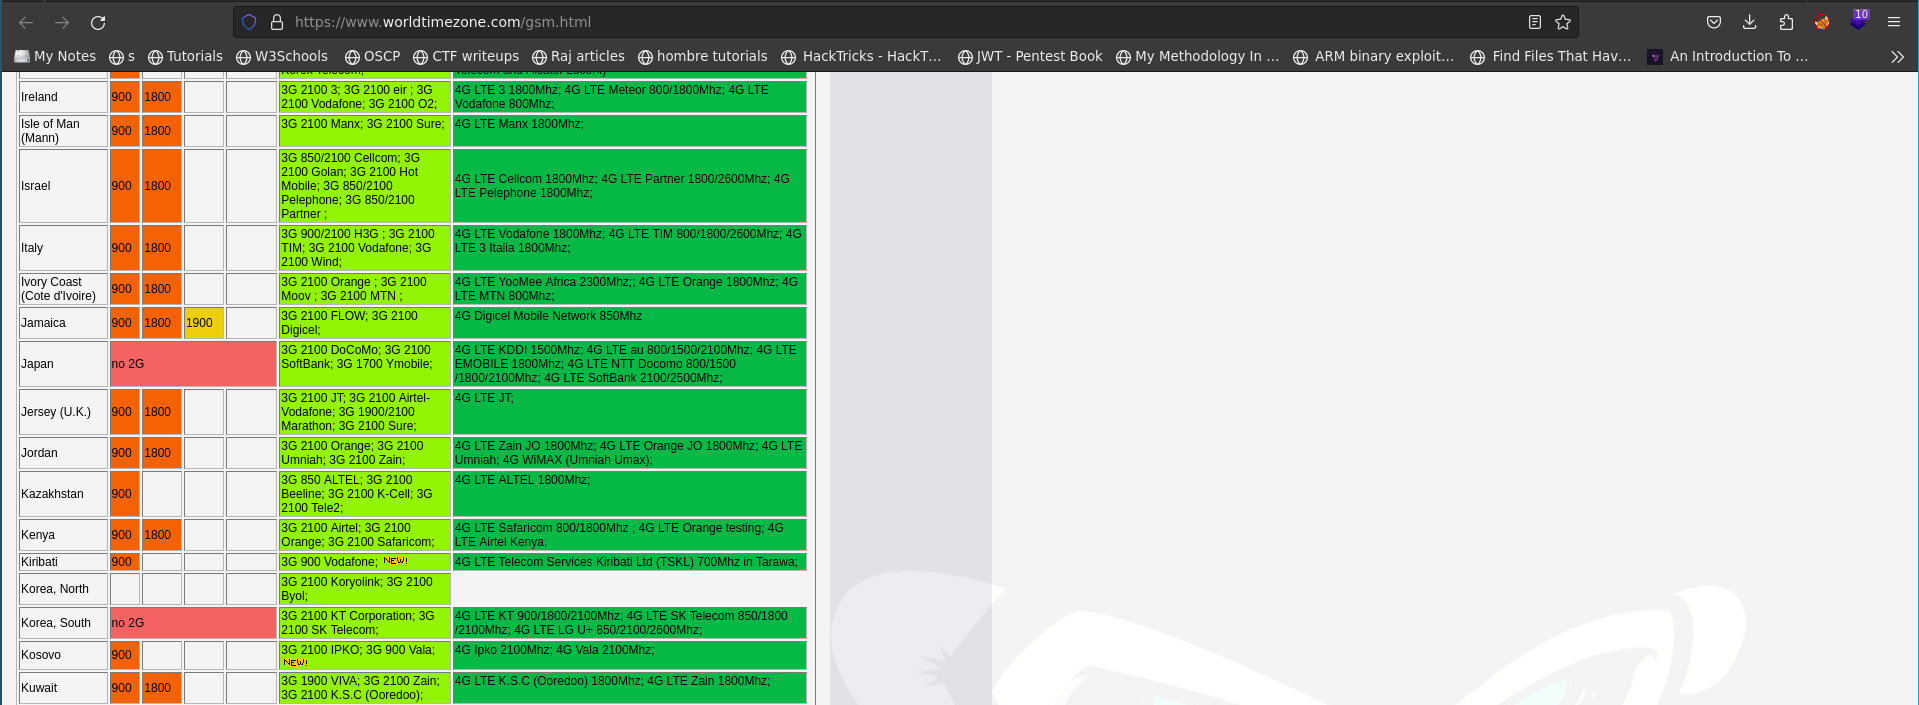 https://www.worldtimezone.com/gsm.html
10
My Notes s Tutorials W3Schools OSCP CTF writeups Raj articles hombre tutorials HackTricks - HackT… JWT - Pentest Book My Methodology In … ARM binary exploit… Find Files That Hav… An Introduction To …
Ireland 900 1800 3G 2100 3; 3G 2100 eir ; 3G 4G LTE 3 1800Mhz; 4G LTE Meteor 800/1800Mhz; 4G LTE
2100 Vodafone; 3G 2100 O2; Vodafone 800Mhz;
Isle of Man 900 1800 3G 2100 Manx; 3G 2100 Sure; 4G LTE Manx 1800Mhz;
(Mann)
3G 850/2100 Cellcom; 3G
2100 Golan; 3G 2100 Hot
Israel 900 1800 Mobile; 3G 850/2100 4G LTE Cellcom 1800Mhz; 4G LTE Partner 1800/2600Mhz; 4G
Pelephone; 3G 850/2100 LTE Pelephone 1800Mhz;
Partner ;
3G 900/2100 H3G ; 3G 2100 4G LTE Vodafone 1800Mhz; 4G LTE TIM 800/1800/2600Mhz; 4G
Italy 900 1800 TIM; 3G 2100 Vodafone; 3G LTE 3 Italia 1800Mhz;
2100 Wind;
Ivory Coast 900 1800 3G 2100 Orange ; 3G 2100 4G LTE YooMee Africa 2300Mhz;; 4G LTE Orange 1800Mhz; 4G
(Cote d'Ivoire) Moov ; 3G 2100 MTN ; LTE MTN 800Mhz;
Jamaica 900 1800 1900 3G 2100 FLOW; 3G 2100 4G Digicel Mobile Network 850Mhz
Digicel;
3G 2100 DoCoMo; 3G 2100 4G LTE KDDI 1500Mhz; 4G LTE au 800/1500/2100Mhz; 4G LTE
Japan no 2G SoftBank; 3G 1700 Ymobile; EMOBILE 1800Mhz; 4G LTE NTT Docomo 800/1500
/1800/2100Mhz; 4G LTE SoftBank 2100/2500Mhz;
3G 2100 JT; 3G 2100 Airtel- 4G LTE JT;
Jersey (U.K.) 900 1800 Vodafone; 3G 1900/2100
Marathon; 3G 2100 Sure;
Jordan 900 1800 3G 2100 Orange; 3G 2100 4G LTE Zain JO 1800Mhz; 4G LTE Orange JO 1800Mhz; 4G LTE
Umniah; 3G 2100 Zain; Umniah; 4G WiMAX (Umniah Umax);
3G 850 ALTEL; 3G 2100 4G LTE ALTEL 1800Mhz;
Kazakhstan 900 Beeline; 3G 2100 K-Cell; 3G
2100 Tele2;
Kenya 900 1800 3G 2100 Airtel; 3G 2100 4G LTE Safaricom 800/1800Mhz ; 4G LTE Orange testing; 4G
Orange; 3G 2100 Safaricom; LTE Airtel Kenya;
Kiribati 900 3G 900 Vodafone; NEW! 4G LTE Telecom Services Kiribati Ltd (TSKL) 700Mhz in Tarawa;
Korea, North 3G 2100 Koryolink; 3G 2100
Byol;
Korea, South no 2G 3G 2100 KT Corporation; 3G 4G LTE KT 900/1800/2100Mhz; 4G LTE SK Telecom 850/1800
2100 SK Telecom; /2100Mhz; 4G LTE LG U+ 850/2100/2600Mhz;
Kosovo 900 3G 2100 IPKO; 3G 900 Vala; 4G Ipko 2100Mhz; 4G Vala 2100Mhz;
NEW!
Kuwait 900 1800 3G 1900 VIVA; 3G 2100 Zain; 4G LTE K.S.C (Ooredoo) 1800Mhz; 4G LTE Zain 1800Mhz;
3G 2100 K.S.C (Ooredoo);